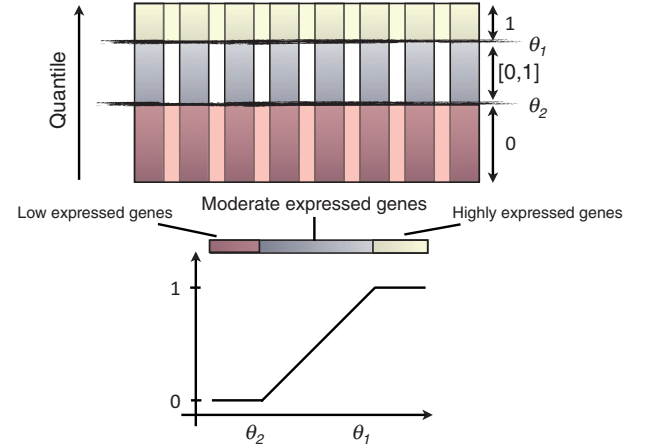 Quantile
1
θ1
[0,1]
θ2
0
Low expressed genes
Moderate expressed genes
Highly expressed genes
1
0
θ2
θ1